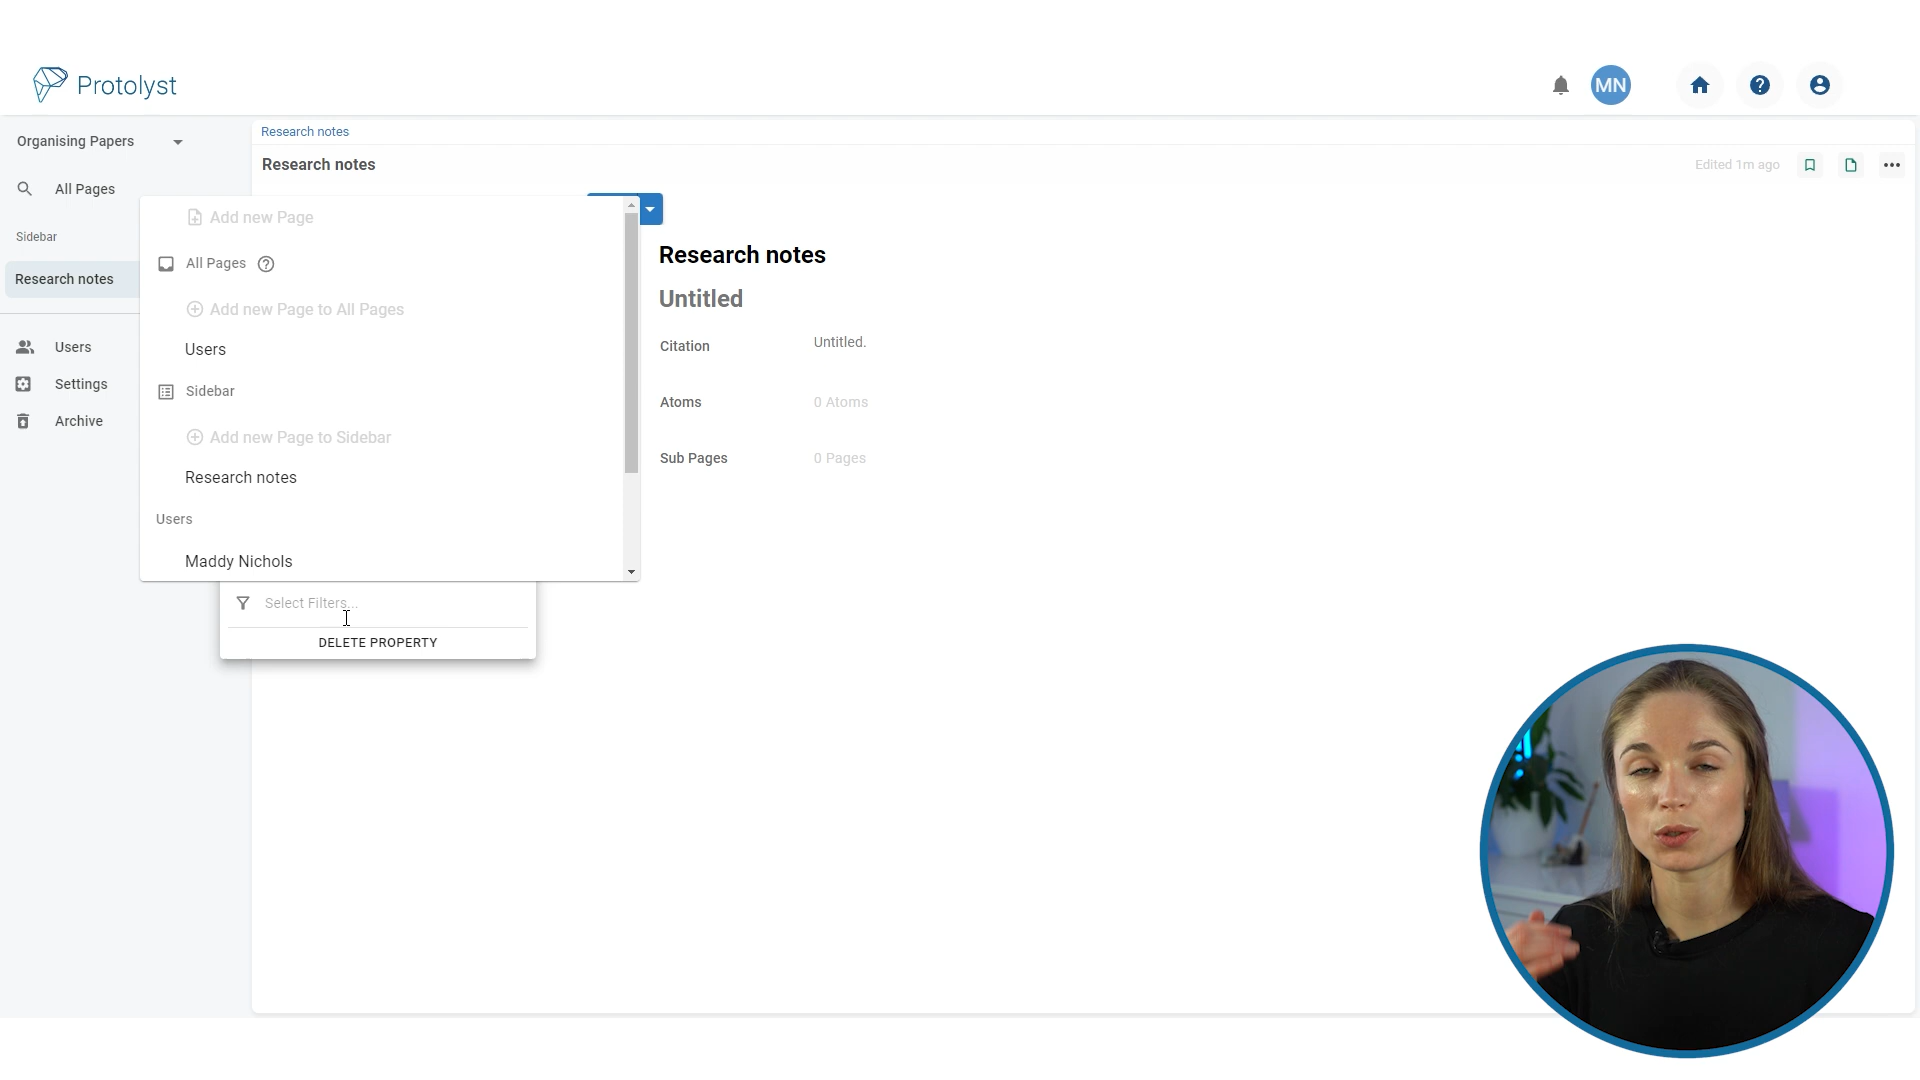 Protolyst
MN
Organising Papers
All Pages
Sidebar
Research notes
Users
Settings
Archive
Research notes
Research notes
Edited 1m ago
Add new Page
All Pages
Add new Page to All Pages
Users
Sidebar
Add new Page to Sidebar
Research notes
Users
Maddy Nichols
Select Filters...
DELETE PROPERTY
Research notes
Untitled
Citation Untitled.
Atoms 0 Atoms
Sub Pages 0 Pages